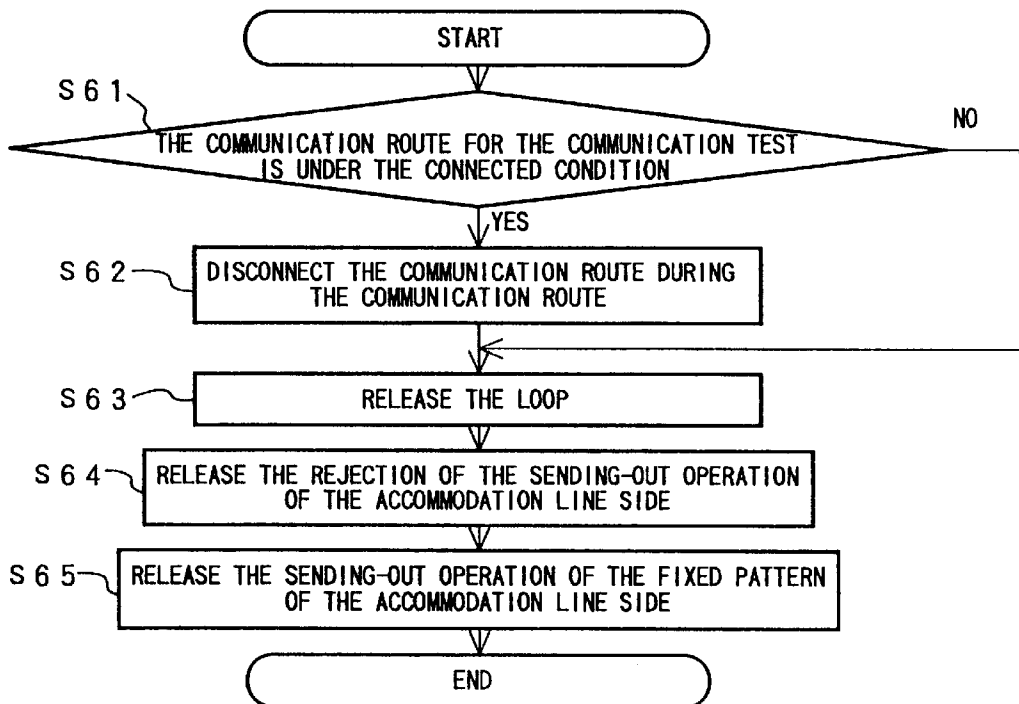 START
S61
THE COMMUNICATION ROUTE FOR THE COMMUNICATION TEST
IS UNDER THE CONNECTED CONDITION
NO
YES
S62
DISCONNECT THE COMMUNICATION ROUTE DURING
THE COMMUNICATION ROUTE
S63
RELEASE THE LOOP
S64
RELEASE THE REJECTION OF THE SENDING-OUT OPERATION
OF THE ACCOMMODATION LINE SIDE
S65
RELEASE THE SENDING-OUT OPERATION OF THE FIXED PATTERN
OF THE ACCOMMODATION LINE SIDE
END